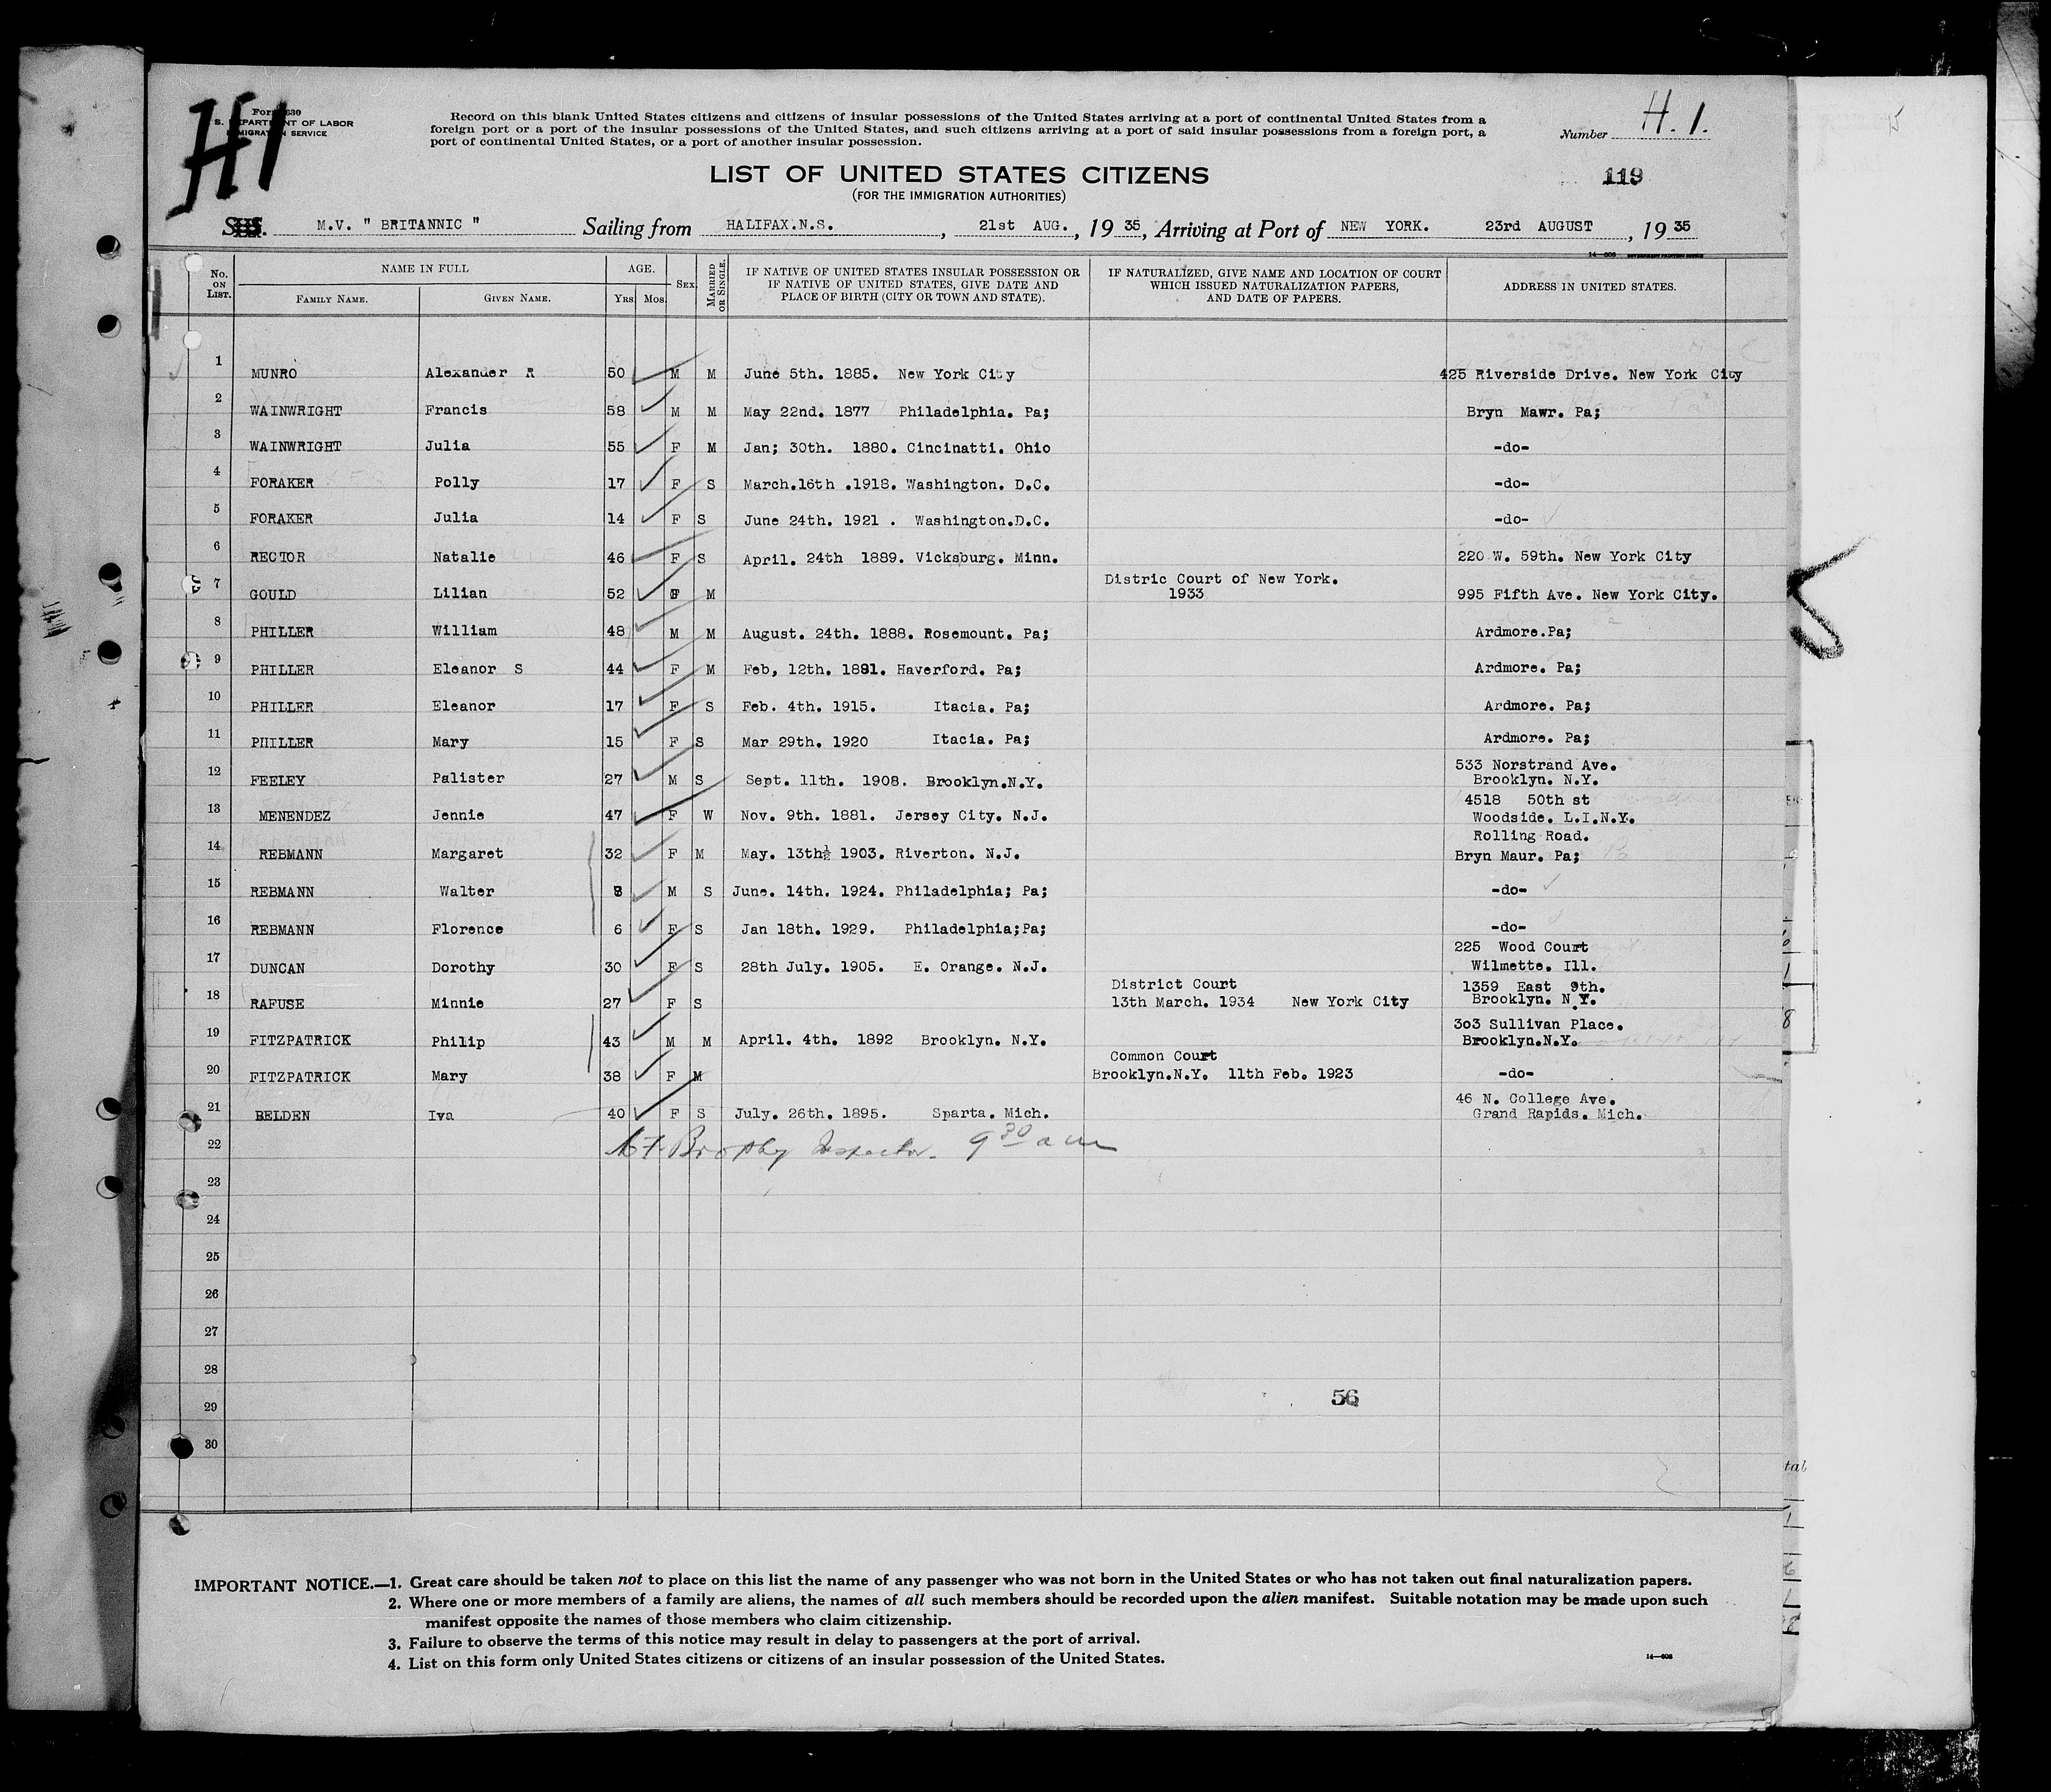 H1
Form 630
U. S. DEPARTMENT OF LABOR
IMMIGRATION SERVICE
Record on this blank United States citizens and citizens of insular possessions of the United States arriving at a port of continental United States from a
foreign port or a port of the insular possessions of the United States, and such citizens arriving at a port of said insular possessions from a foreign port, a
port of continental United States, or a port of another insular possession.
Number H. 1.
LIST OF UNITED STATES CITIZENS
(FOR THE IMMIGRATION AUTHORITIES)
119
S.S. M.V. " BRITANNIC " Sailing from HALIFAX.N.S. , 21st AUG. , 19 35, Arriving at Port of NEW YORK. 23rd AUGUST , 19 35
No. ON LIST. NAME IN FULL AGE. SEX. MARRIED OR SINGLE. IF NATIVE OF UNITED STATES INSULAR POSSESSION OR IF NATIVE OF UNITED STATES, GIVE DATE AND PLACE OF BIRTH (CITY OR TOWN AND STATE). IF NATURALIZED, GIVE NAME AND LOCATION OF COURT WHICH ISSUED NATURALIZATION PAPERS, AND DATE OF PAPERS. ADDRESS IN UNITED STATES.
FAMILY NAME. GIVEN NAME. Yrs Mos.
1 MUNRO Alexander R 50 M M June 5th. 1885. New York City 425 Riverside Drive. New York City
2 WAINWRIGHT Francis 58 M M May 22nd. 1877 Philadelphia. Pa; Bryn Mawr. Pa;
3 WAINWRIGHT Julia 55 F M Jan; 30th. 1880. Cincinatti. Ohio -do-
4 FORAKER Polly 17 F S March.16th .1918. Washington. D.C. -do-
5 FORAKER Julia 14 F S June 24th. 1921 . Washington.D.C. -do-
6 RECTOR Natalie 46 F S April. 24th 1889. Vicksburg. Minn. 220 W. 59th. New York City
7 GOULD Lilian 52 F M Distric Court of New York. 1933 995 Fifth Ave. New York City.
8 PHILLER William 48 M M August. 24th. 1888. Rosemount. Pa; Ardmore.Pa;
9 PHILLER Eleanor S 44 F M Feb, 12th. 1891. Haverford. Pa; Ardmore. Pa;
10 PHILLER Eleanor 17 F S Feb. 4th. 1915. Itacia. Pa; Ardmore. Pa;
11 PHILLER Mary 15 F S Mar 29th. 1920 Itacia. Pa; Ardmore. Pa;
12 FEELEY Palister 27 M S Sept. 11th. 1908. Brooklyn.N.Y. 533 Norstrand Ave. Brooklyn. N.Y.
13 MENENDEZ Jennie 47 F W Nov. 9th. 1881. Jersey City. N.J. 4518 50th st Woodside. L.I.N.Y.
14 REBMANN Margaret 32 F M May. 13th 1903. Riverton. N.J. Rolling Road. Bryn Maur. Pa;
15 REBMANN Walter 8 M S June. 14th. 1924. Philadelphia; Pa; -do-
16 REBMANN Florence 6 F S Jan 18th. 1929. Philadelphia;Pa; -do-
17 DUNCAN Dorothy 30 F S 28th July. 1905. E. Orange. N.J. 225 Wood Court Wilmette. Ill.
18 RAFUSE Minnie 27 F S District Court 13th March. 1934 New York City 1359 East 9th. Brooklyn. N.Y.
19 FITZPATRICK Philip 43 M M April. 4th. 1892 Brooklyn. N.Y. 303 Sullivan Place. Brooklyn.N.Y.
20 FITZPATRICK Mary 38 F M Common Court Brooklyn.N.Y. 11th Feb. 1923 -do-
21 BELDEN Iva 40 F S July. 26th. 1895. Sparta. Mich. 46 N. College Ave. Grand Rapids. Mich.
22 Brophy Inspector. 9 30 a m
23
24
25
26
27
28
29
56
30
IMPORTANT NOTICE.—1. Great care should be taken not to place on this list the name of any passenger who was not born in the United States or who has not taken out final naturalization papers.
2. Where one or more members of a family are aliens, the names of all such members should be recorded upon the alien manifest. Suitable notation may be made upon such
manifest opposite the names of those members who claim citizenship.
3. Failure to observe the terms of this notice may result in delay to passengers at the port of arrival.
4. List on this form only United States citizens or citizens of an insular possession of the United States.
14—608